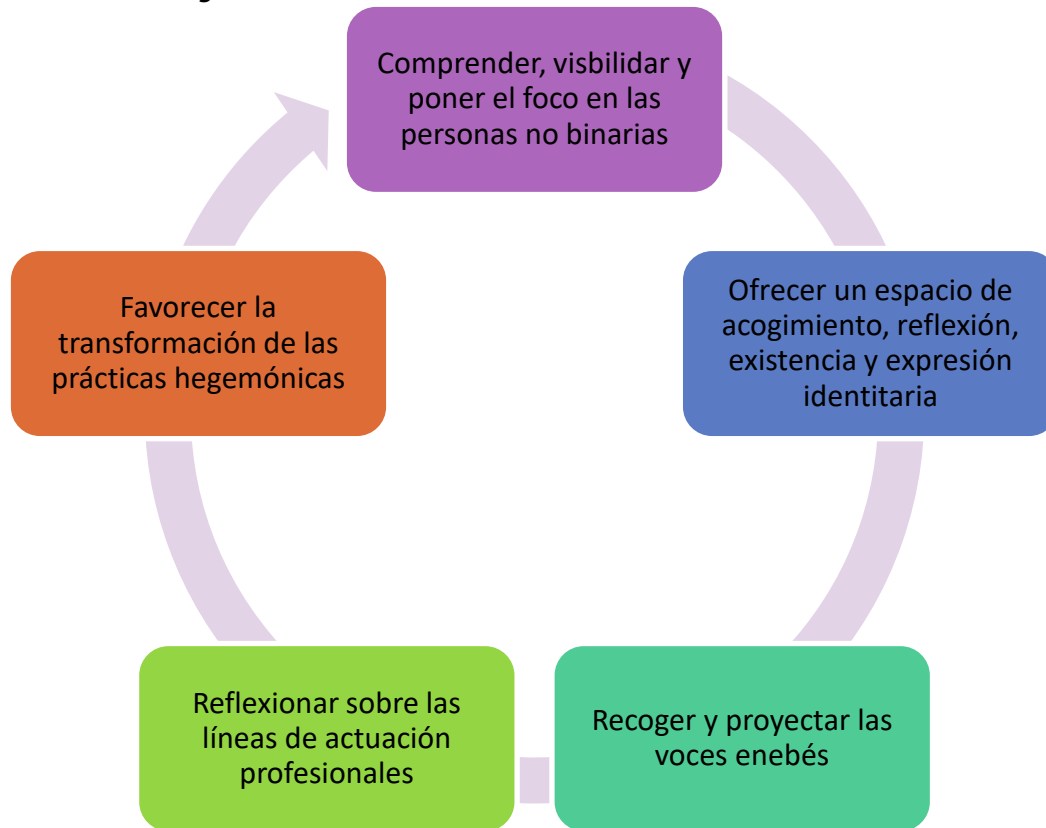 Comprender, visbilidar y
poner el foco en las
personas no binarias
Ofrecer un espacio de
acogimiento, reflexión,
existencia y expresión
identitaria
Recoger y proyectar las
voces enebés
Reflexionar sobre las
líneas de actuación
profesionales
Favorecer la
transformación de las
prácticas hegemónicas